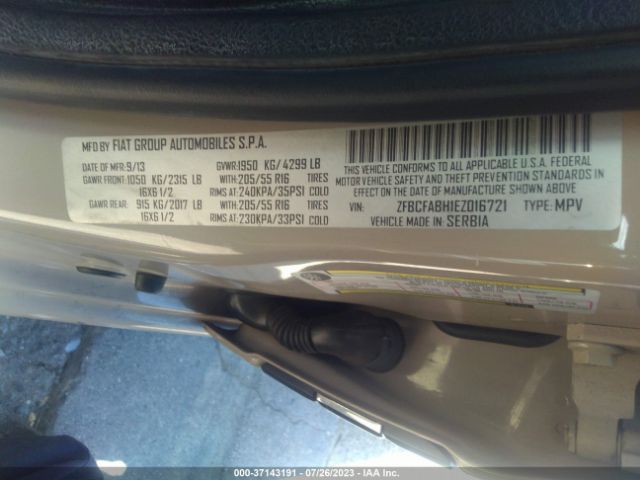 MFD. BY FIAT GROUP AUTOMOBILES S.P.A.
DATE OF MFR: 9/13 GVWR: 1950 KG/ 4299 LB
GAWR FRONT: 1050 KG/2315 LB WITH: 205/55 R16 TIRES
16X6 1/2 RIMS AT: 240KPA/35PSI COLD
GAWR REAR: 915 KG/2017 LB WITH: 205/55 R16 TIRES
16X6 1/2 RIMS AT: 230KPA/33PSI COLD
THIS VEHICLE CONFORMS TO ALL APPLICABLE U.S.A. FEDERAL
MOTOR VEHICLE SAFETY, BUMPER, AND THEFT PREVENTION STANDARDS
IN EFFECT ON THE DATE OF MANUFACTURE SHOWN ABOVE.
VIN: ZFBCFABH1EZ016721 TYPE: MPV
VEHICLE MADE IN: SERBIA
000-37143191 - 07/26/2023 - IAA Inc.